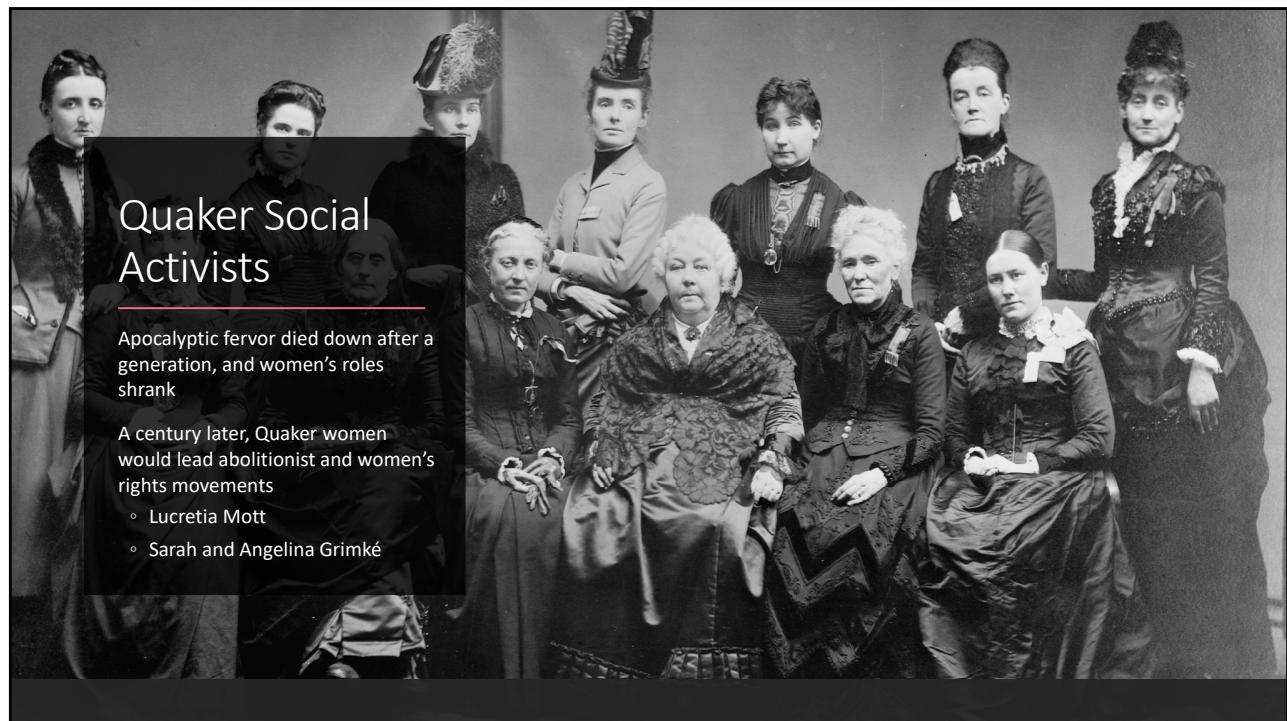 Quaker Social
Activists
Apocalyptic fervor died down after a
generation, and women’s roles
shrank
A century later, Quaker women
would lead abolitionist and women’s
rights movements
◦ Lucretia Mott
◦ Sarah and Angelina Grimké